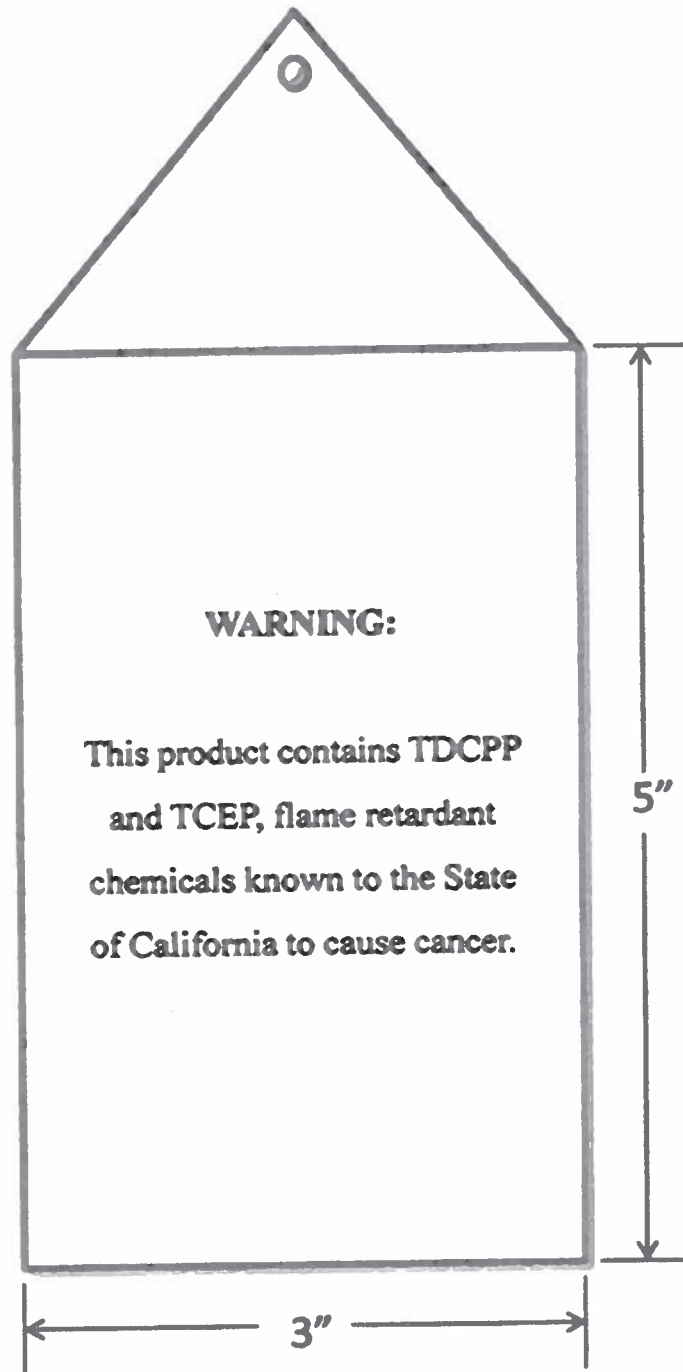 WARNING:
This product contains TDCPP
and TCEP, flame retardant
chemicals known to the State
of California to cause cancer.
5"
3"